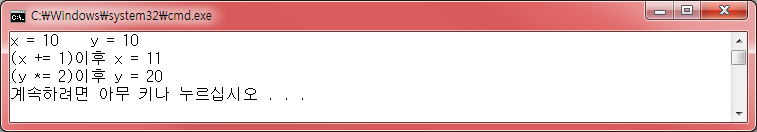 C:₩Windows₩system32₩cmd.exe
x = 10   y = 10
(x += 1)이후 x = 11
(y *= 2)이후 y = 20
계속하려면 아무 키나 누르십시오 . . .